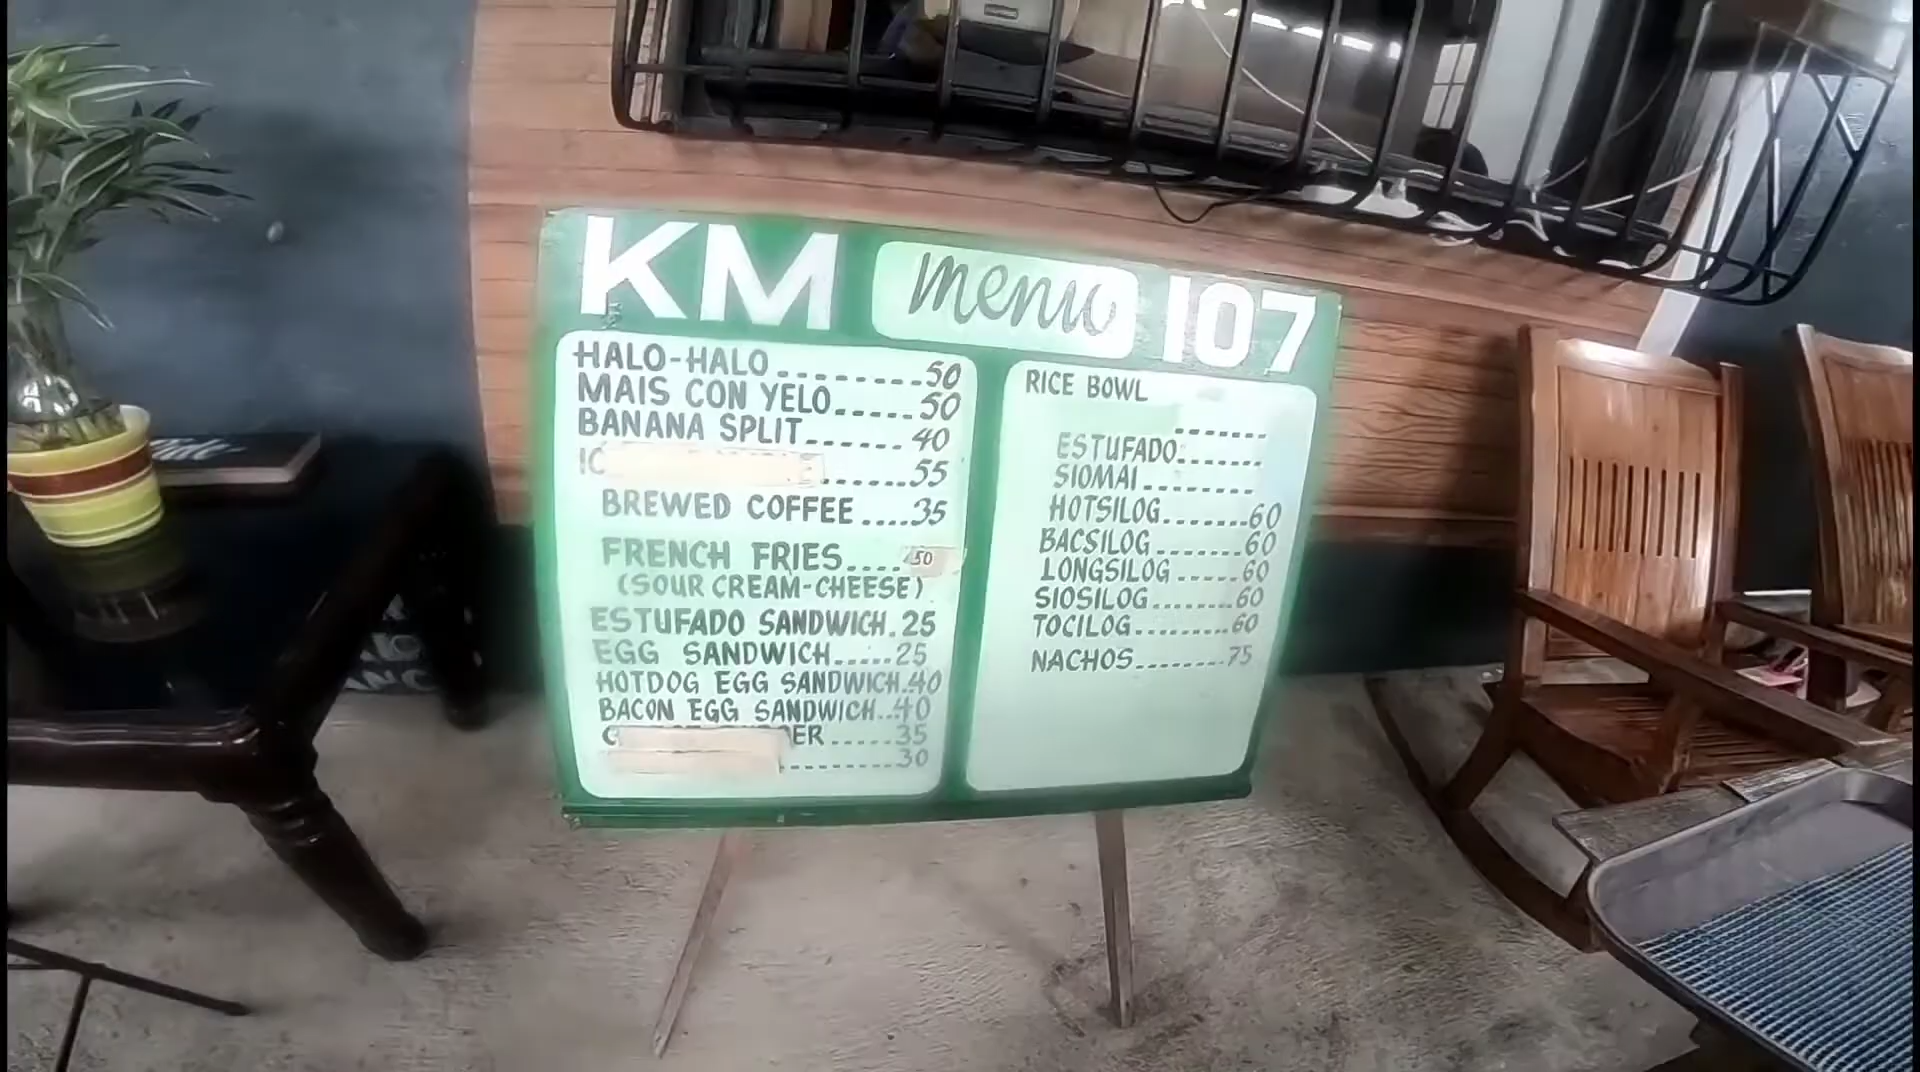 KM menu 107
HALO-HALO........50
MAIS CON YELO.....50
BANANA SPLIT......40
......55
BREWED COFFEE....35
FRENCH FRIES....50
(SOUR CREAM-CHEESE)
ESTUFADO SANDWICH.25
EGG SANDWICH.....25
HOTDOG EGG SANDWICH.40
BACON EGG SANDWICH...40
.....35
........30
RICE BOWL
ESTUFADO
SIOMAI
HOTSILOG.......60
BACSILOG.......60
LONGSILOG.....60
SIOSILOG........60
TOCILOG.........60
NACHOS........75